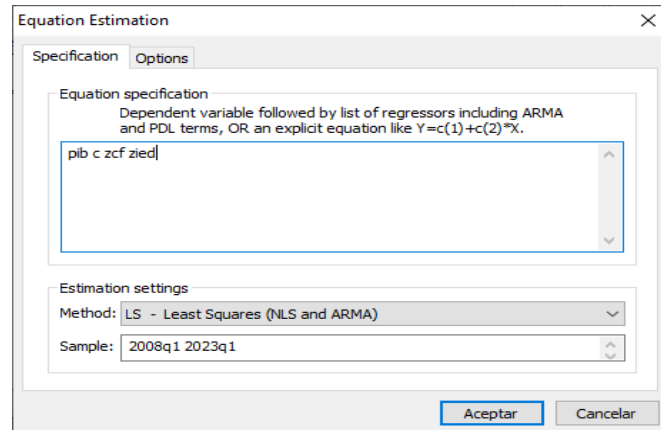 Equation Estimation
Specification
Options
Equation specification
Dependent variable followed by list of regressors including ARMA
and PDL terms, OR an explicit equation like Y=c(1)+c(2)*X.
pib c zcf zied
Estimation settings
Method: LS - Least Squares (NLS and ARMA)
Sample: 2008q1 2023q1
Aceptar
Cancelar